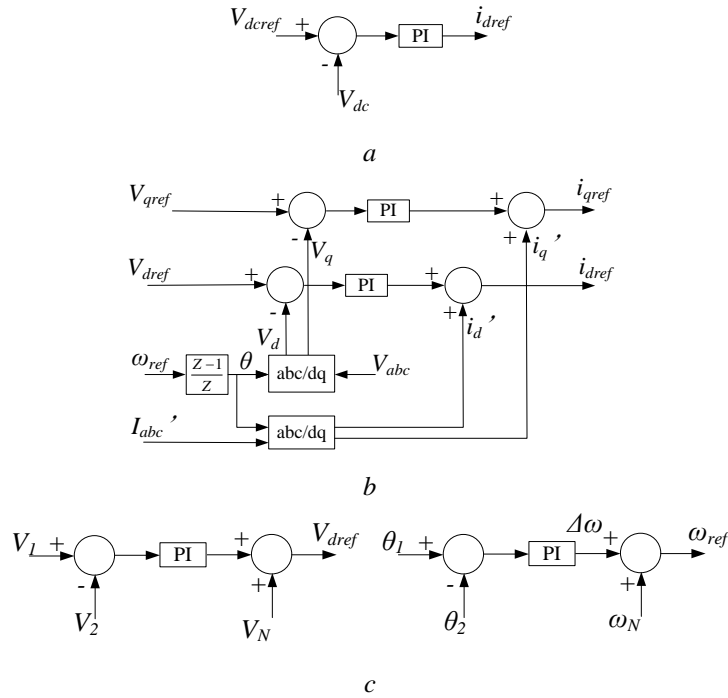 V_dcref + PI i_dref
-
V_dc
a
V_qref + PI + i_qref
- V_q + i_q′
V_dref + PI + i_dref
- V_d + i_d′
ω_ref Z-1/Z θ abc/dq V_abc
I_abc′ abc/dq
b
V_1 + PI + V_dref
- +
V_2 V_N
θ_1 + PI Δω + ω_ref
- +
θ_2 ω_N
c